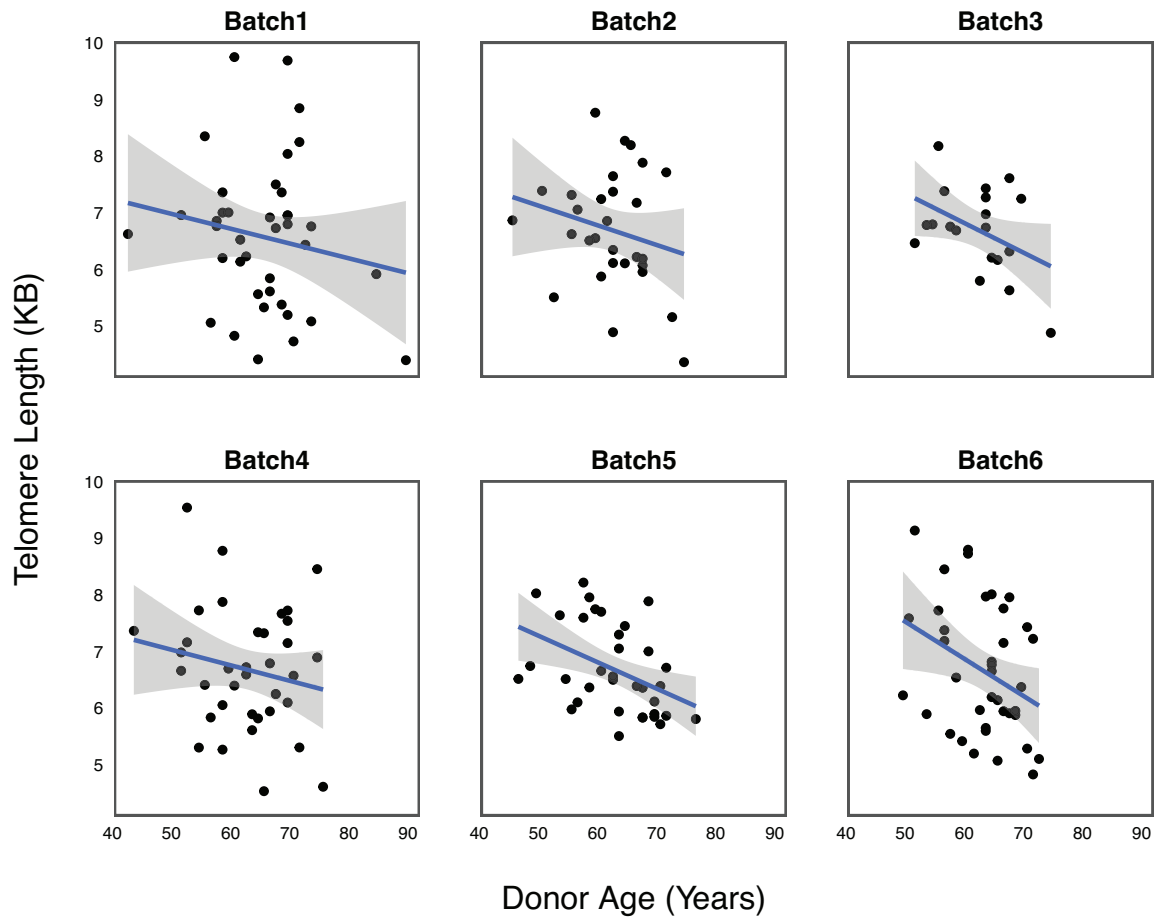 Batch1 Batch2 Batch3
10
9
8
7
6
5
Telomere Length (KB)
Batch4 Batch5 Batch6
10
9
8
7
6
5
40 50 60 70 80 90 40 50 60 70 80 90 40 50 60 70 80 90
Donor Age (Years)